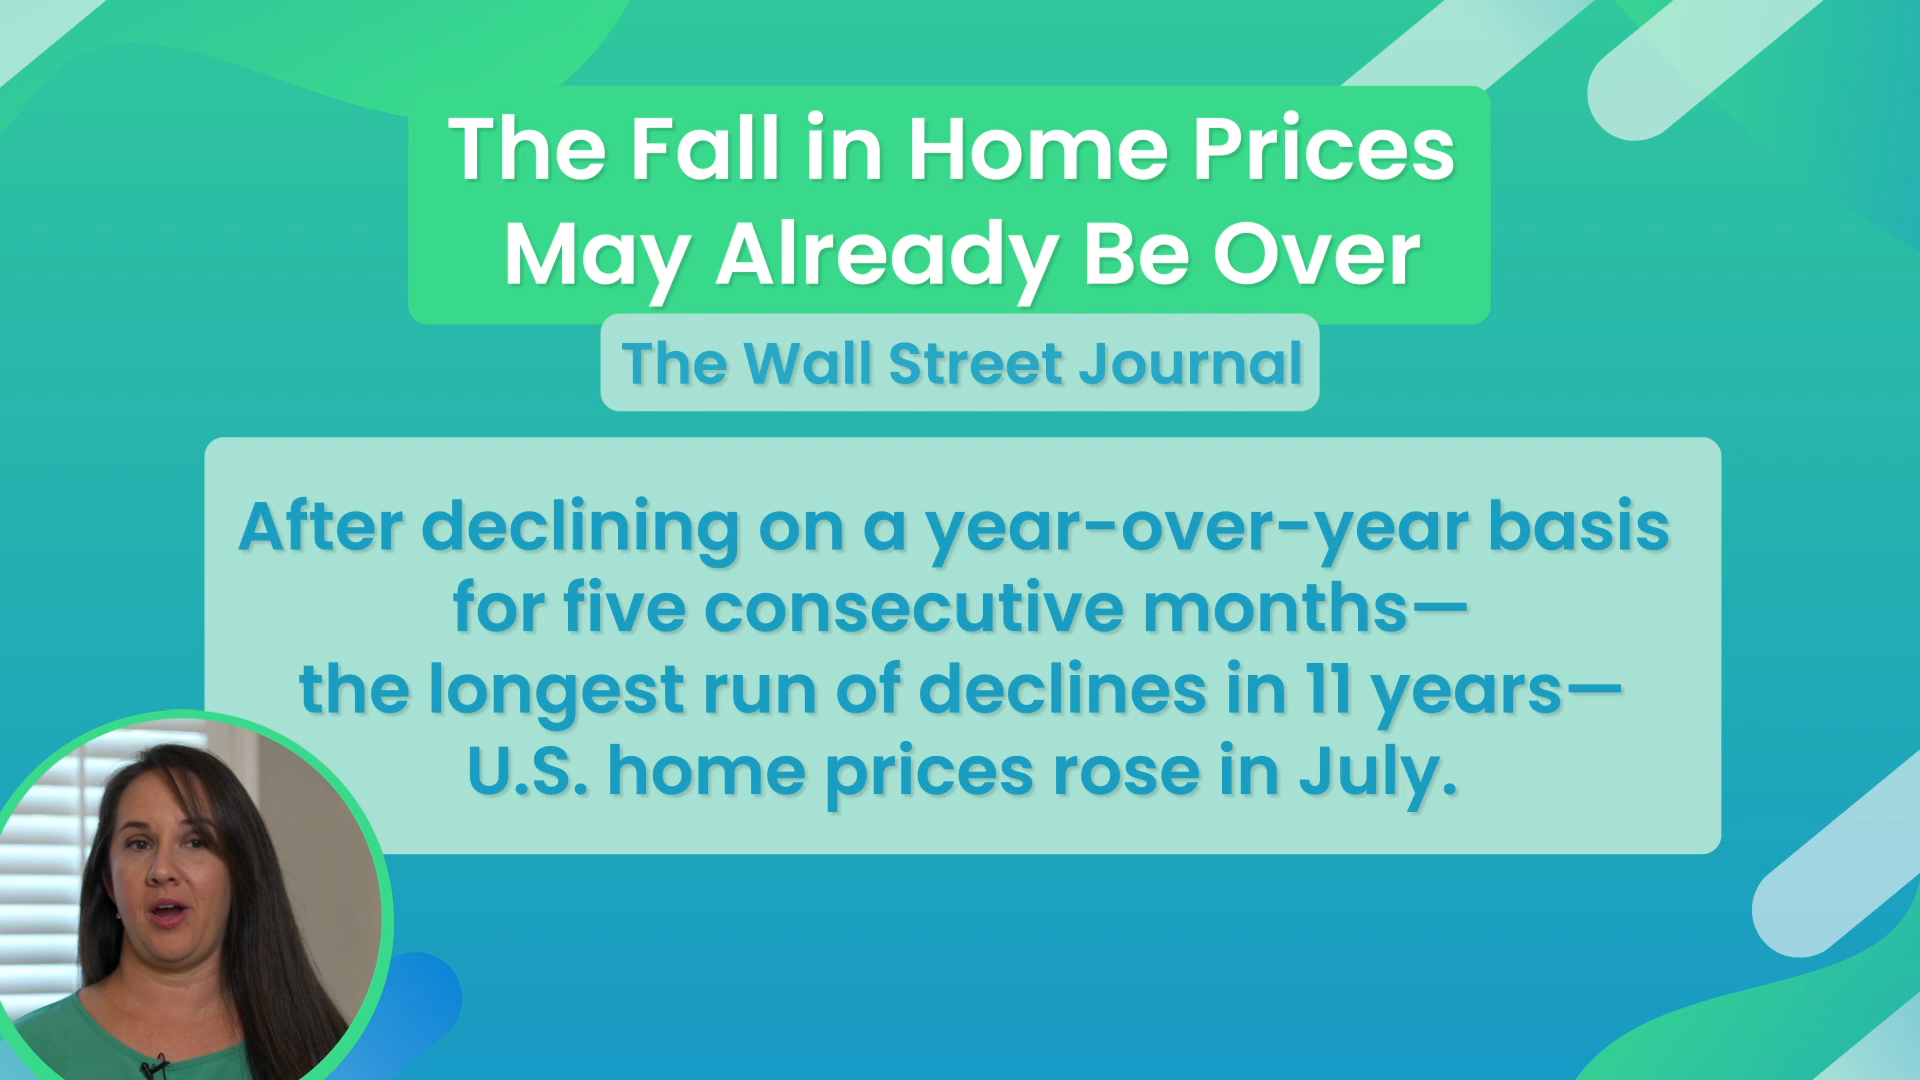 The Fall in Home Prices
May Already Be Over
The Wall Street Journal
After declining on a year-over-year basis
for five consecutive months—
the longest run of declines in 11 years—
U.S. home prices rose in July.